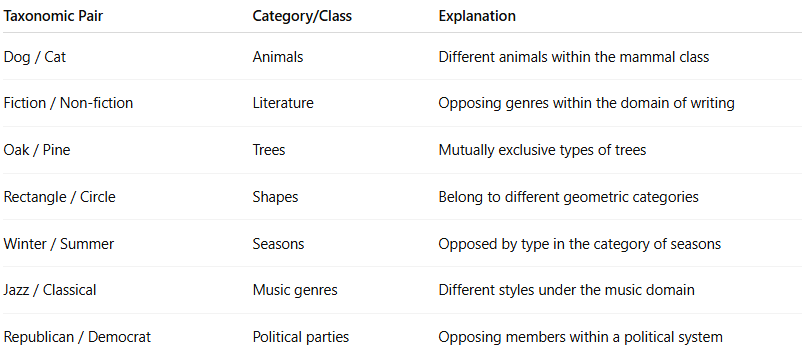 Taxonomic Pair Category/Class Explanation
Dog / Cat Animals Different animals within the mammal class
Fiction / Non-fiction Literature Opposing genres within the domain of writing
Oak / Pine Trees Mutually exclusive types of trees
Rectangle / Circle Shapes Belong to different geometric categories
Winter / Summer Seasons Opposed by type in the category of seasons
Jazz / Classical Music genres Different styles under the music domain
Republican / Democrat Political parties Opposing members within a political system